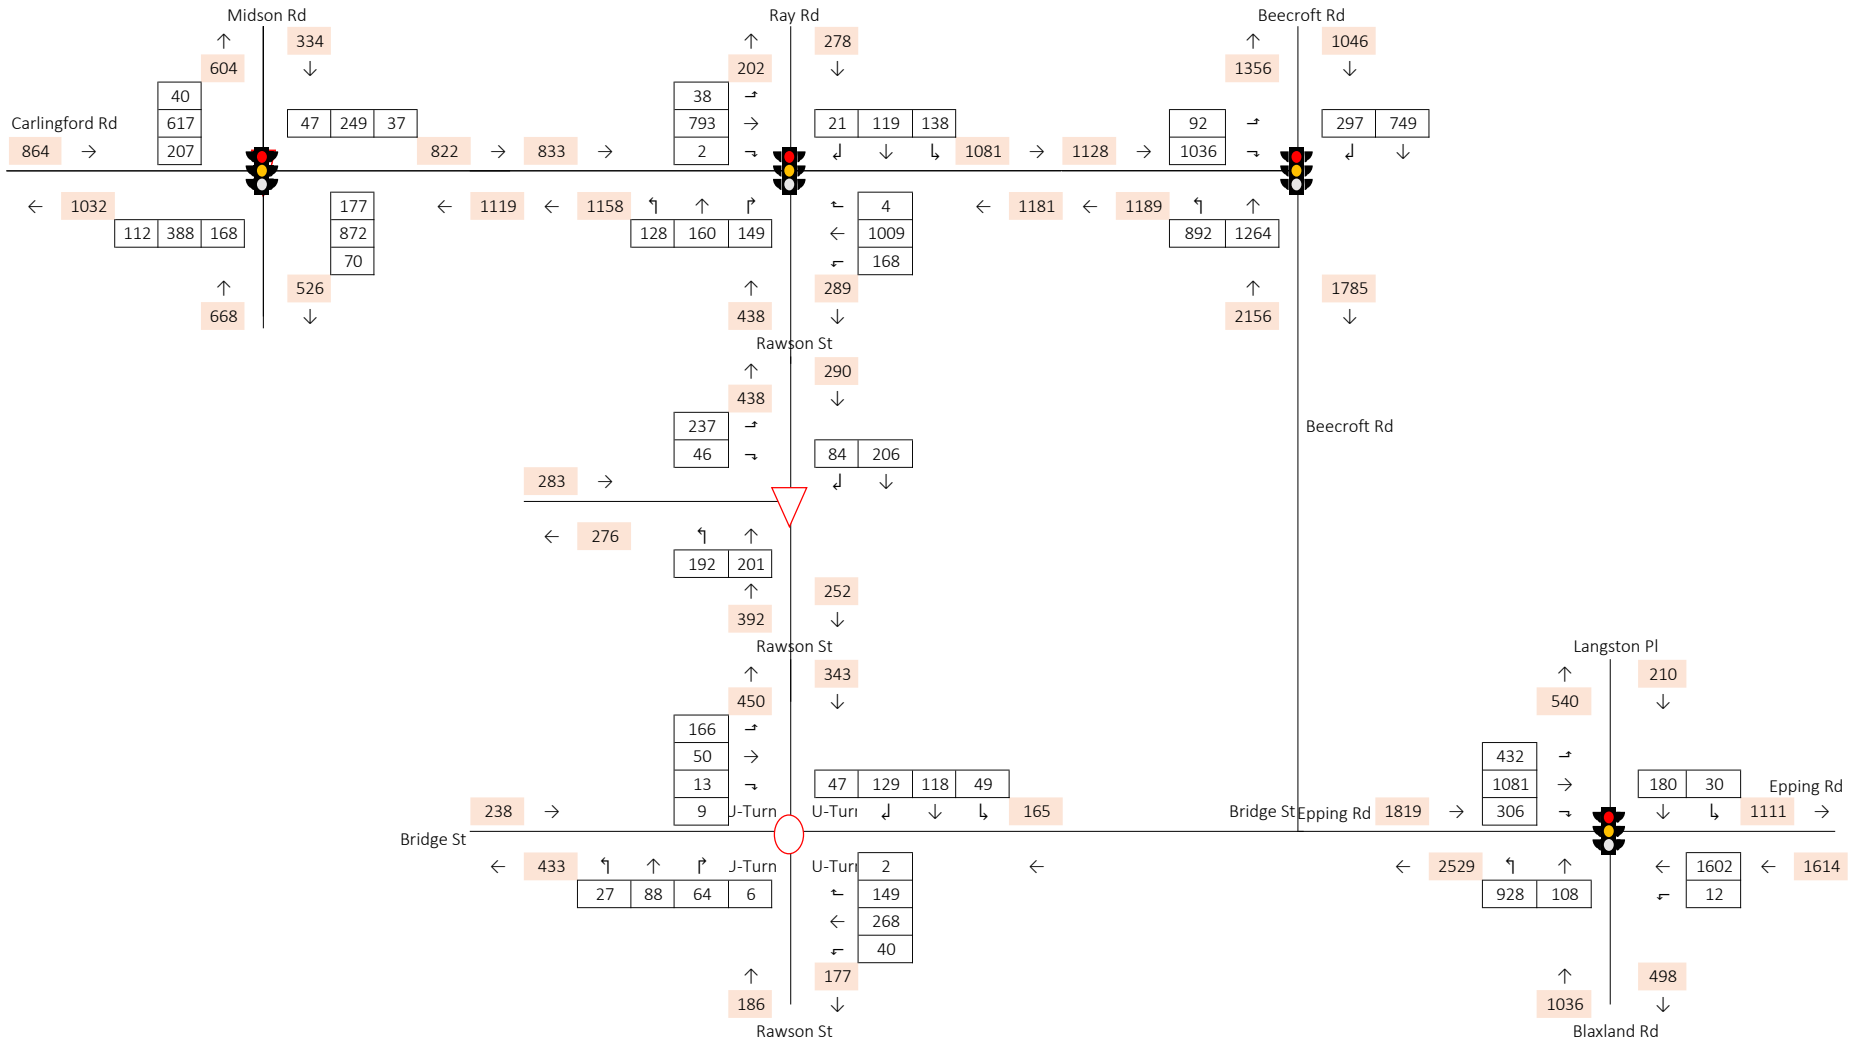 Midson Rd Ray Rd Beecroft Rd
↑ 334 ↑ 278 ↑ 1046
604 ↓ 202 ↓ 1356 ↓
40 38
Carlingford Rd 617 47 249 37 793 → 21 119 138 92 297 749
864 → 207 822 → 833 → 2 ↓ 1081 → 1128 → 1036 ↓
← 1032 177 ← 1119 ← 1158 ↑ 4 ← 1181 ← 1189 ↑
112 388 168 872 128 160 149 ← 1009 892 1264
70 168
↑ 526 ↑ 289 ↑ 1785
668 ↓ 438 ↓ 2156 ↓
Rawson St
↑ 290
438 ↓
237 Beecroft Rd
46 84 206
283 → ↓
← 276 ↑
192 201
↑ 252
392 ↓
Rawson St Langston Pl
↑ 343 ↑ 210
450 ↓ 540 ↓
166
50 → 432
13 47 129 118 49 1081 → 180 30 Epping Rd
238 → 9 U-Turn U-Turn ↓ 165 Bridge St Epping Rd 1819 → 306 ↓ 1111 →
Bridge St
← 433 ↑ U-Turn U-Turn 2 ← ← 2529 ↑ ← 1602 ← 1614
27 88 64 6 149 928 108 12
← 268
40
↑ 177 ↑ 498
186 ↓ 1036 ↓
Rawson St Blaxland Rd